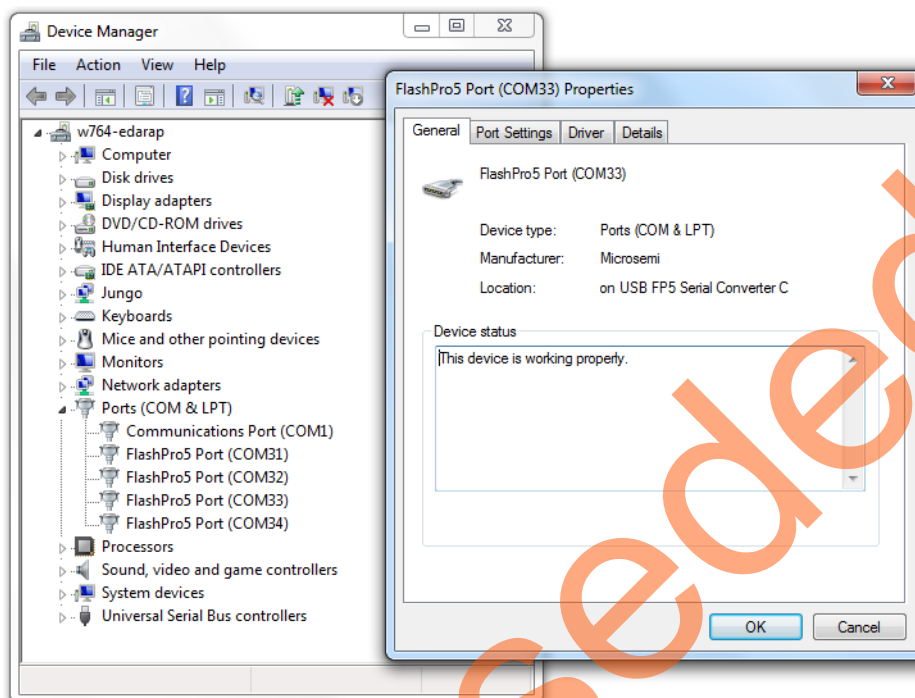 Device Manager
File Action View Help
w764-edarap
Computer
Disk drives
Display adapters
DVD/CD-ROM drives
Human Interface Devices
IDE ATA/ATAPI controllers
Jungo
Keyboards
Mice and other pointing devices
Monitors
Network adapters
Ports (COM & LPT)
Communications Port (COM1)
FlashPro5 Port (COM31)
FlashPro5 Port (COM32)
FlashPro5 Port (COM33)
FlashPro5 Port (COM34)
Processors
Sound, video and game controllers
System devices
Universal Serial Bus controllers
FlashPro5 Port (COM33) Properties
General Port Settings Driver Details
FlashPro5 Port (COM33)
Device type: Ports (COM & LPT)
Manufacturer: Microsemi
Location: on USB FP5 Serial Converter C
Device status
This device is working properly.
OK Cancel
seded